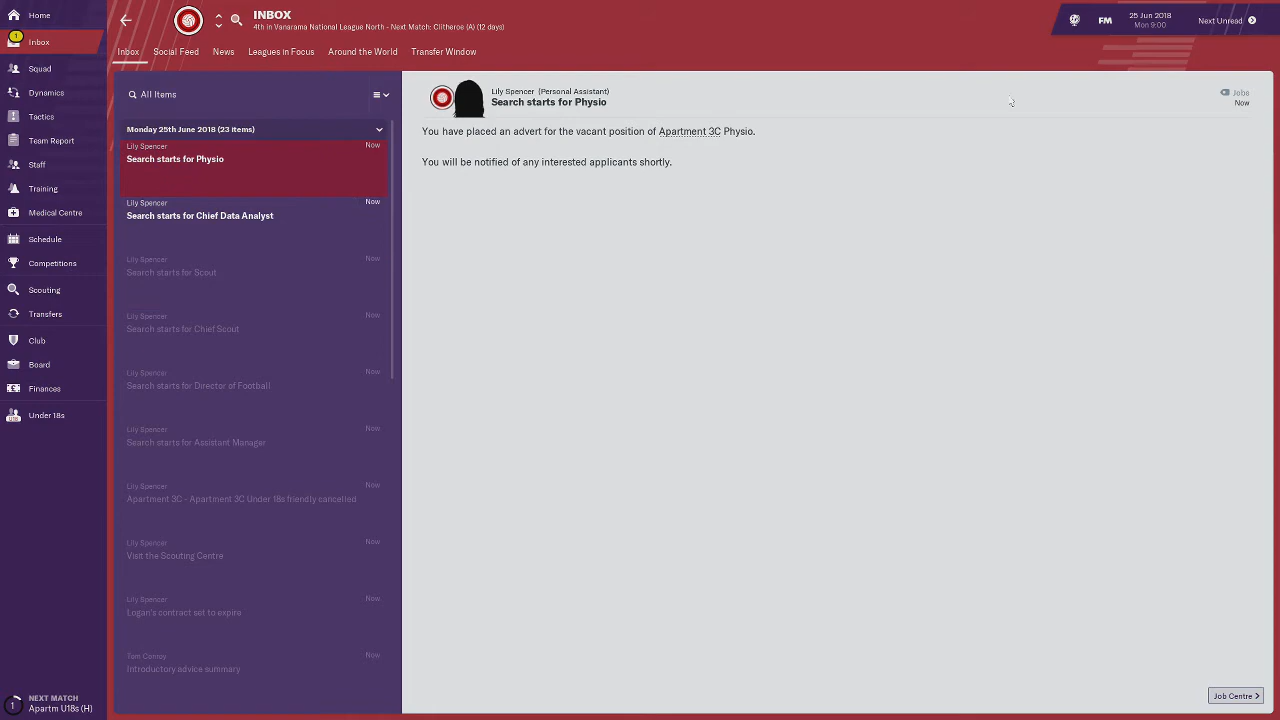 Home
1
Inbox
Squad
Dynamics
Tactics
Team Report
Staff
Training
Medical Centre
Schedule
Competitions
Scouting
Transfers
Club
Board
Finances
Under 18s
1
NEXT MATCH
Apartm U18s (H)
INBOX
4th in Vanarama National League North - Next Match: Clitheroe (A) (12 days)
FM
25 Jun 2018
Mon 9:00
Next Unread
Inbox
Social Feed
News
Leagues in Focus
Around the World
Transfer Window
All Items
Monday 25th June 2018 (23 items)
Lily Spencer
Now
Search starts for Physio
Lily Spencer
Now
Search starts for Chief Data Analyst
Lily Spencer
Now
Search starts for Scout
Lily Spencer
Now
Search starts for Chief Scout
Lily Spencer
Now
Search starts for Director of Football
Lily Spencer
Now
Search starts for Assistant Manager
Lily Spencer
Now
Apartment 3C - Apartment 3C Under 18s friendly cancelled
Lily Spencer
Now
Visit the Scouting Centre
Lily Spencer
Now
Logan's contract set to expire
Tom Conroy
Now
Introductory advice summary
Lily Spencer (Personal Assistant)
Search starts for Physio
Jobs
Now
You have placed an advert for the vacant position of Apartment 3C Physio.
You will be notified of any interested applicants shortly.
Job Centre